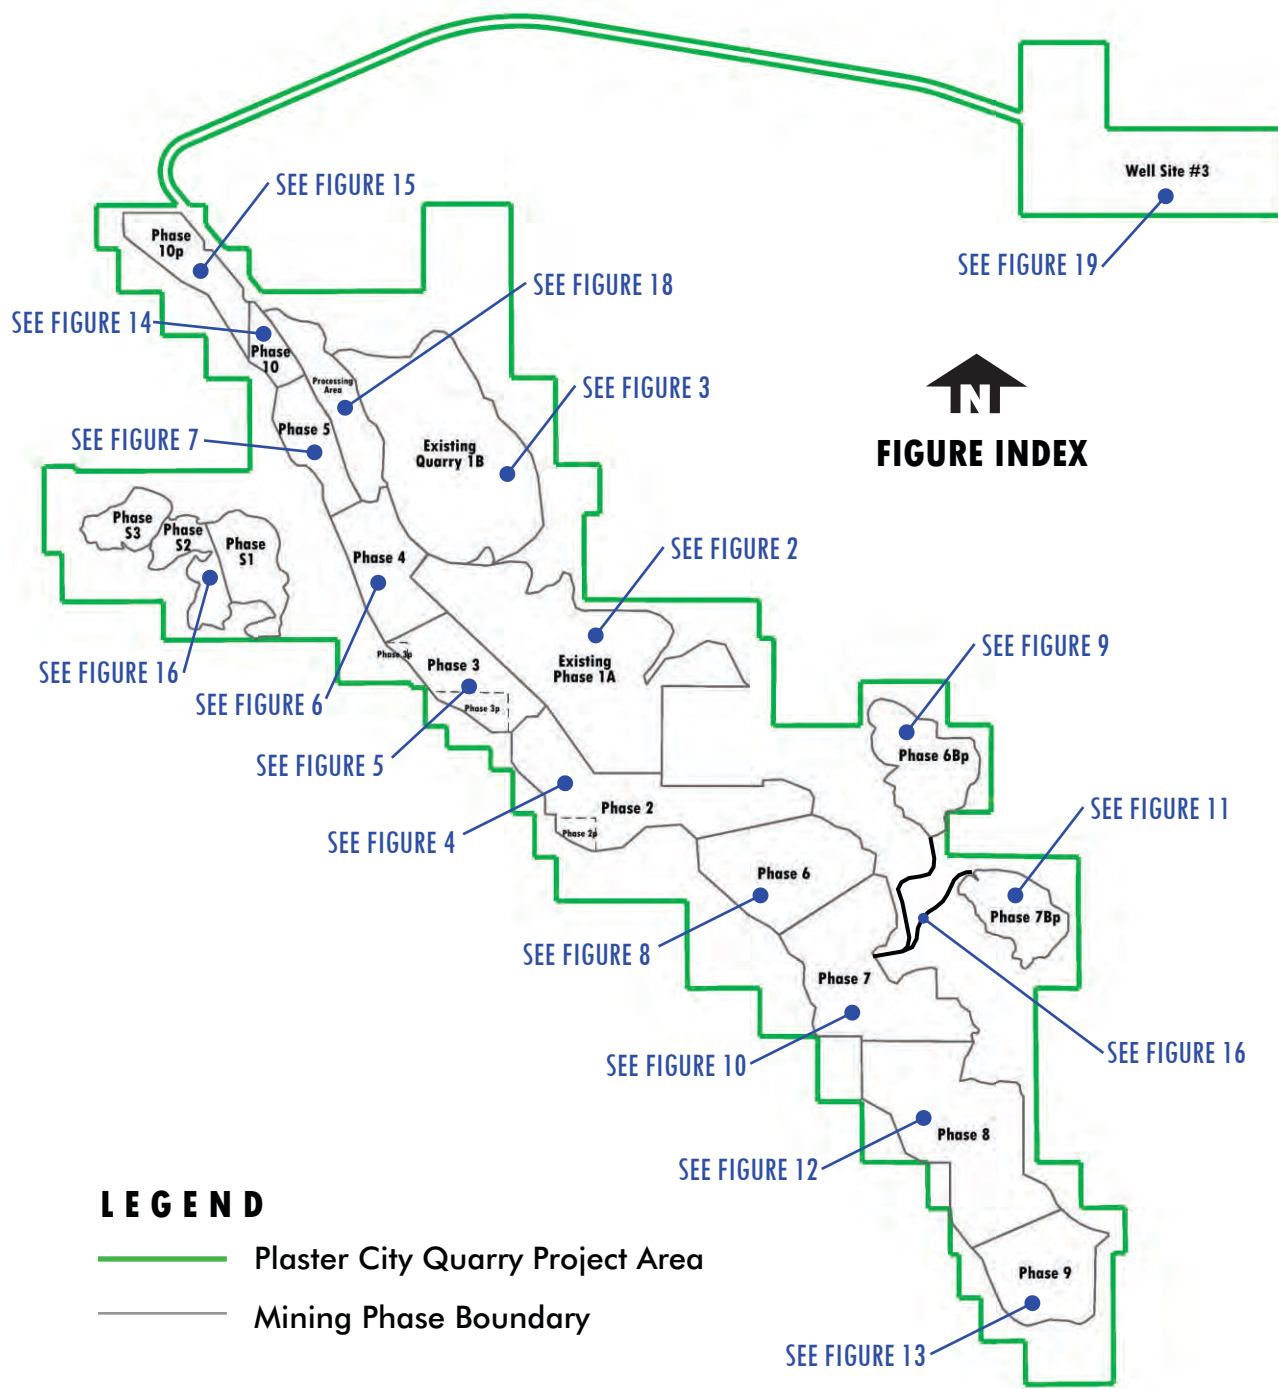 Well Site #3
SEE FIGURE 15
Phase
10p
SEE FIGURE 19
SEE FIGURE 18
SEE FIGURE 14
Phase
10
Processing
Area
SEE FIGURE 3
N
FIGURE INDEX
Phase 5
SEE FIGURE 7
Existing
Quarry 1B
Phase
S3
Phase
S2
Phase
S1
Phase 4
SEE FIGURE 2
SEE FIGURE 9
Phase 3p
Phase 3
Existing
Phase 1A
SEE FIGURE 16
SEE FIGURE 6
Phase 3p
SEE FIGURE 5
Phase 6Bp
Phase 2
SEE FIGURE 11
Phase 2p
SEE FIGURE 4
Phase 6
Phase 7Bp
SEE FIGURE 8
Phase 7
SEE FIGURE 10
SEE FIGURE 16
Phase 8
SEE FIGURE 12
LEGEND
Plaster City Quarry Project Area
Phase 9
Mining Phase Boundary
SEE FIGURE 13